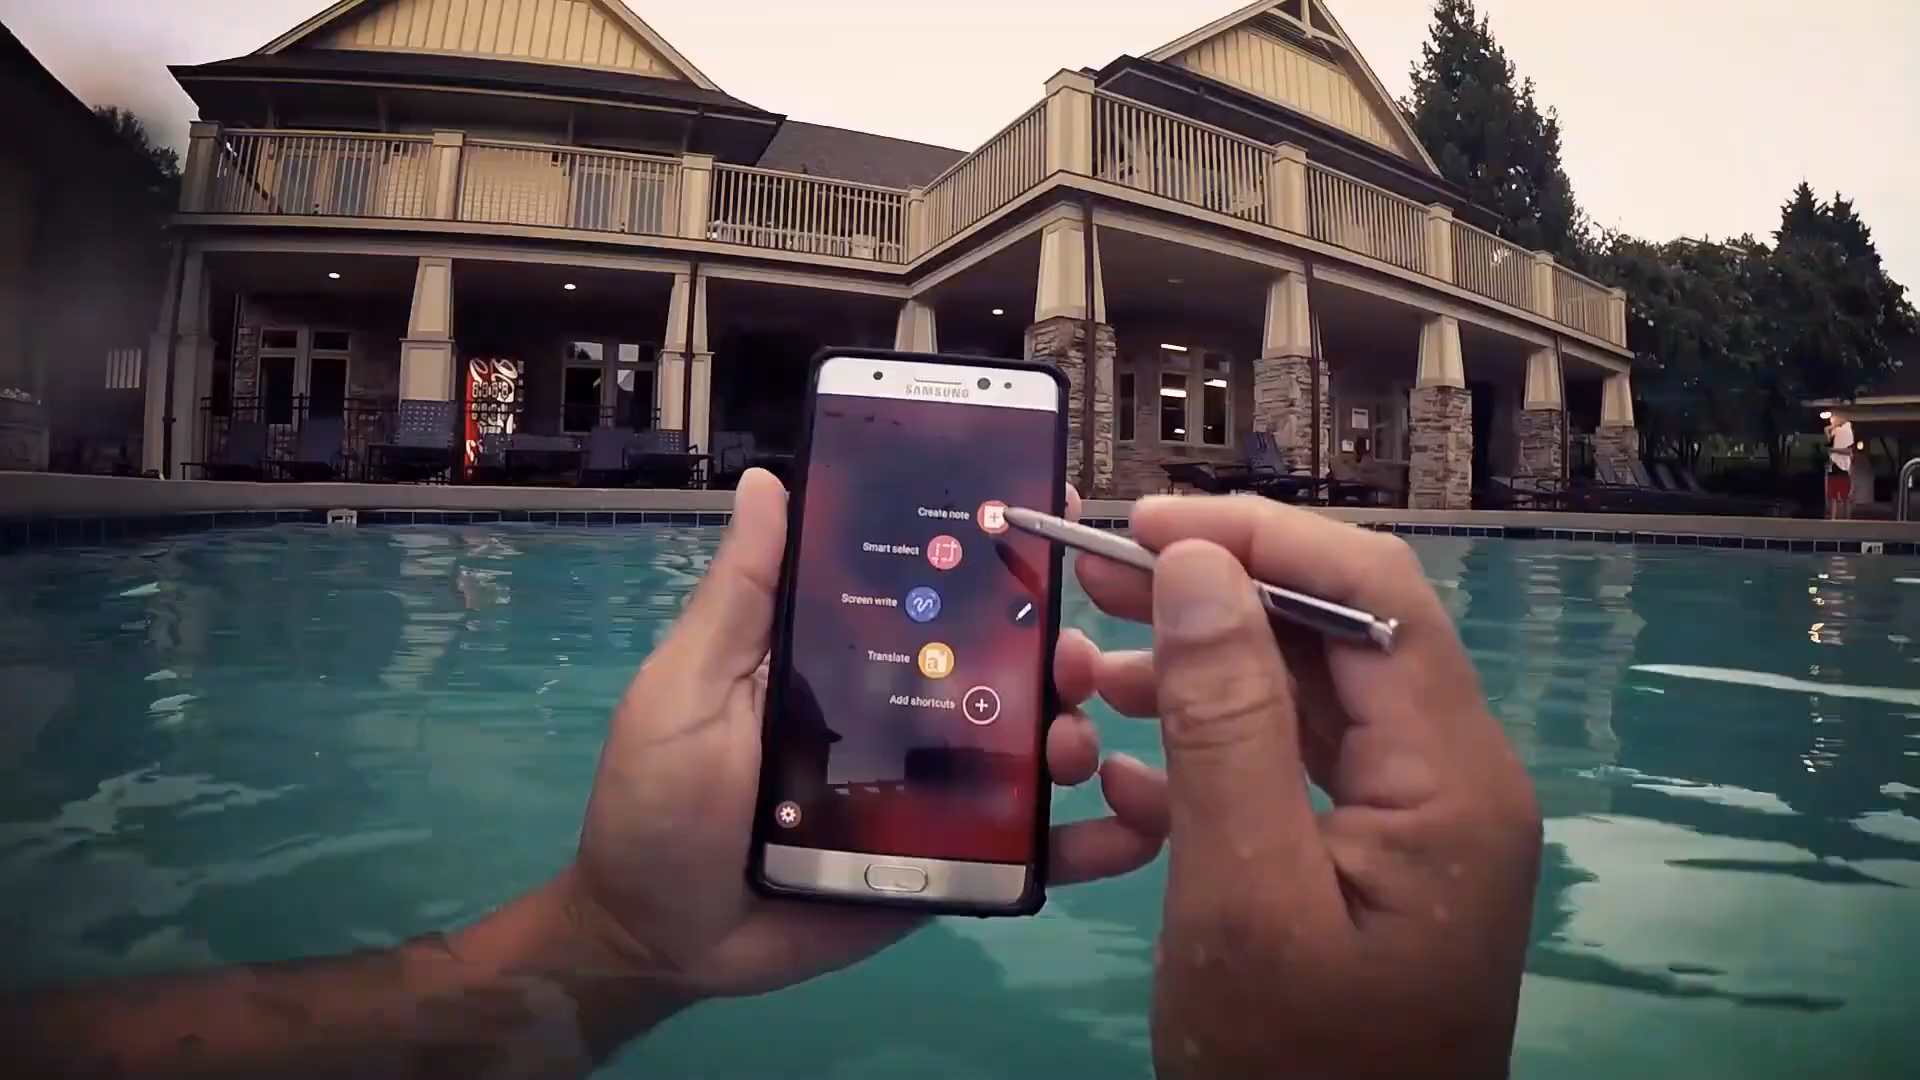 SAMSUNG
Create note
Smart select
Screen write
Translate
Add shortcuts